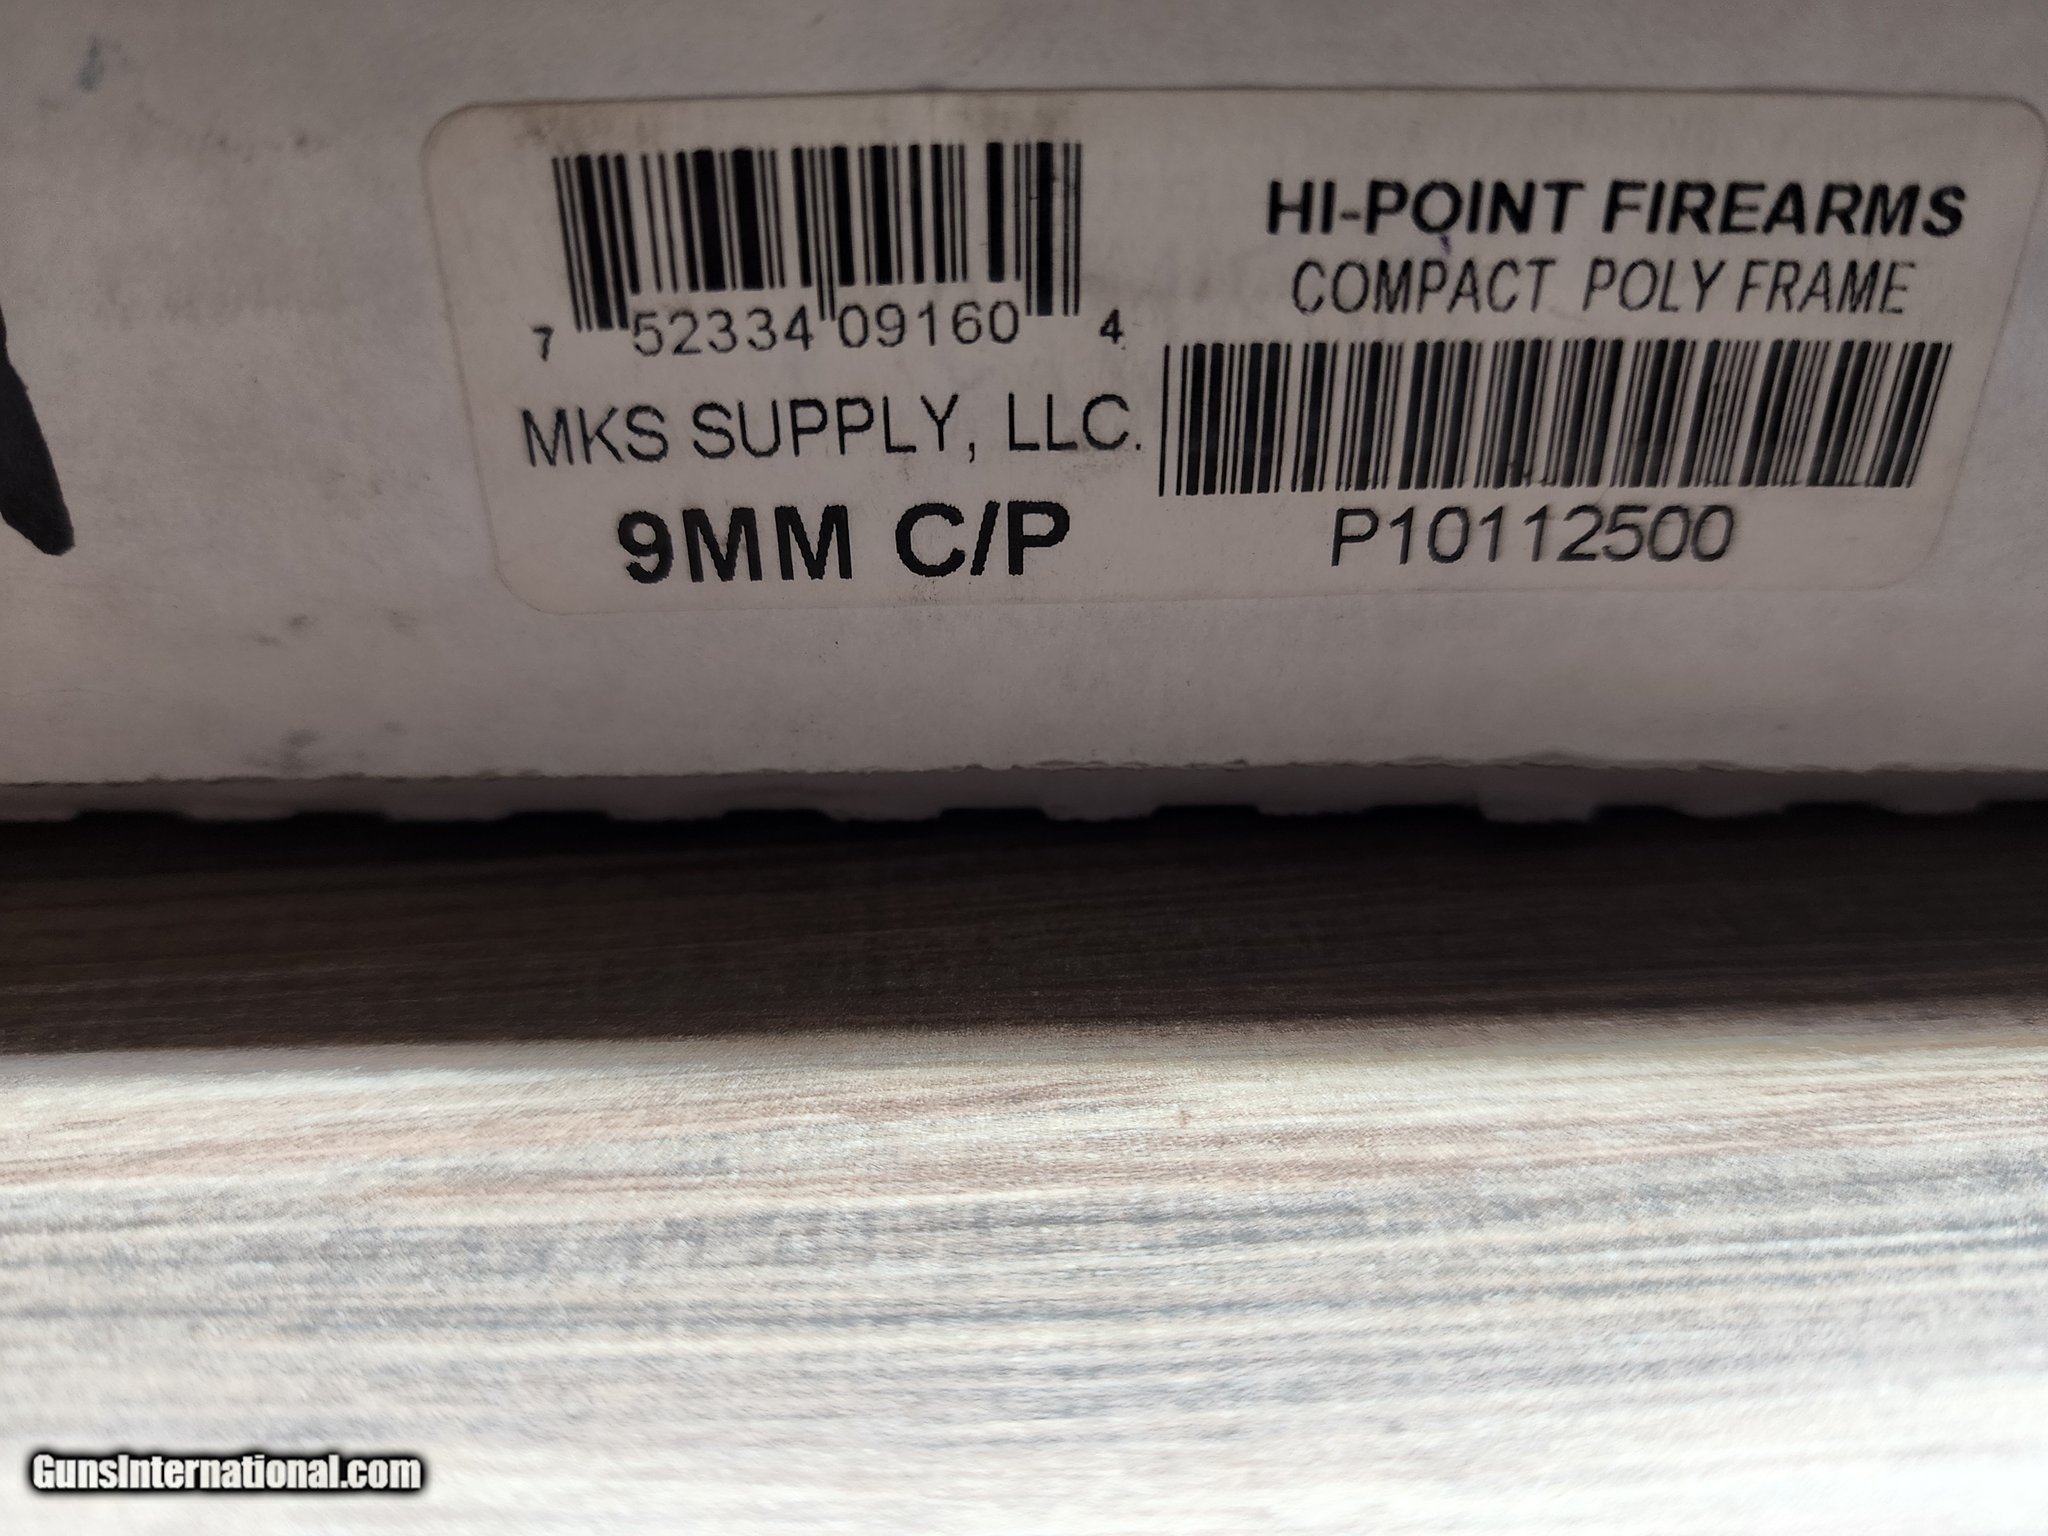 7 52334 09160 4
MKS SUPPLY, LLC.
9MM C/P
HI-POINT FIREARMS
COMPACT POLY FRAME
P10112500
GunsInternational.com